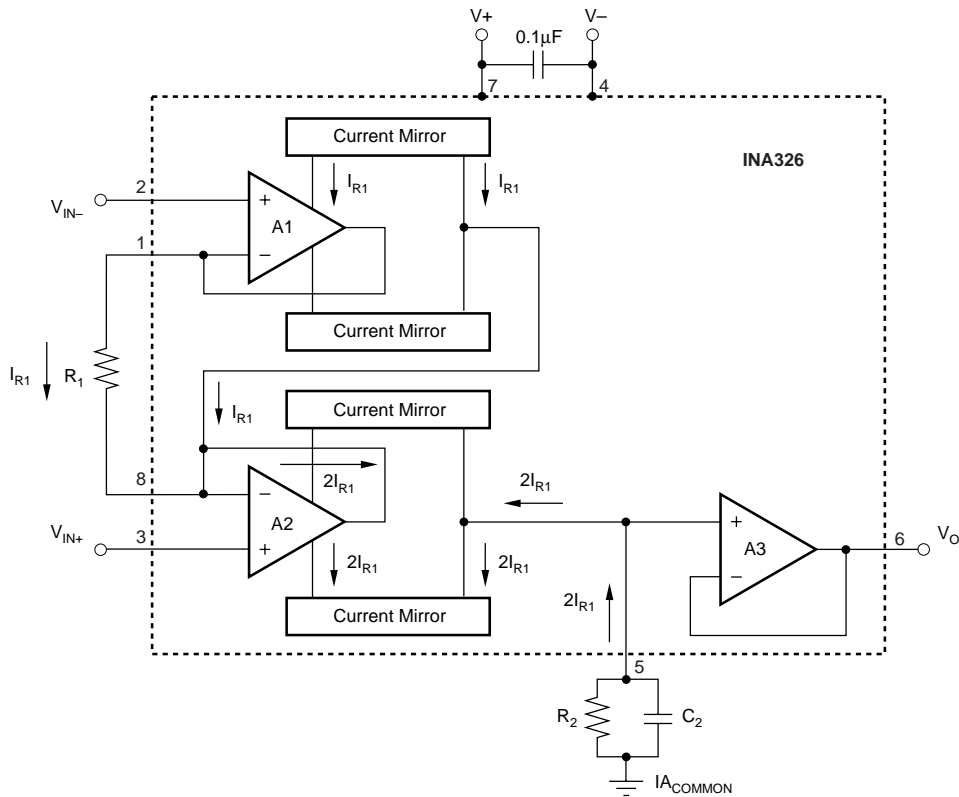 V+
V–
0.1µF
7
4
Current Mirror
INA326
I_R1
I_R1
2
V_IN–
+
A1
1
–
Current Mirror
I_R1
R_1
I_R1
Current Mirror
8
–
2I_R1
2I_R1
A2
+
A3
6
V_O
3
V_IN+
+
–
2I_R1
2I_R1
Current Mirror
2I_R1
5
R_2
C_2
IA_COMMON